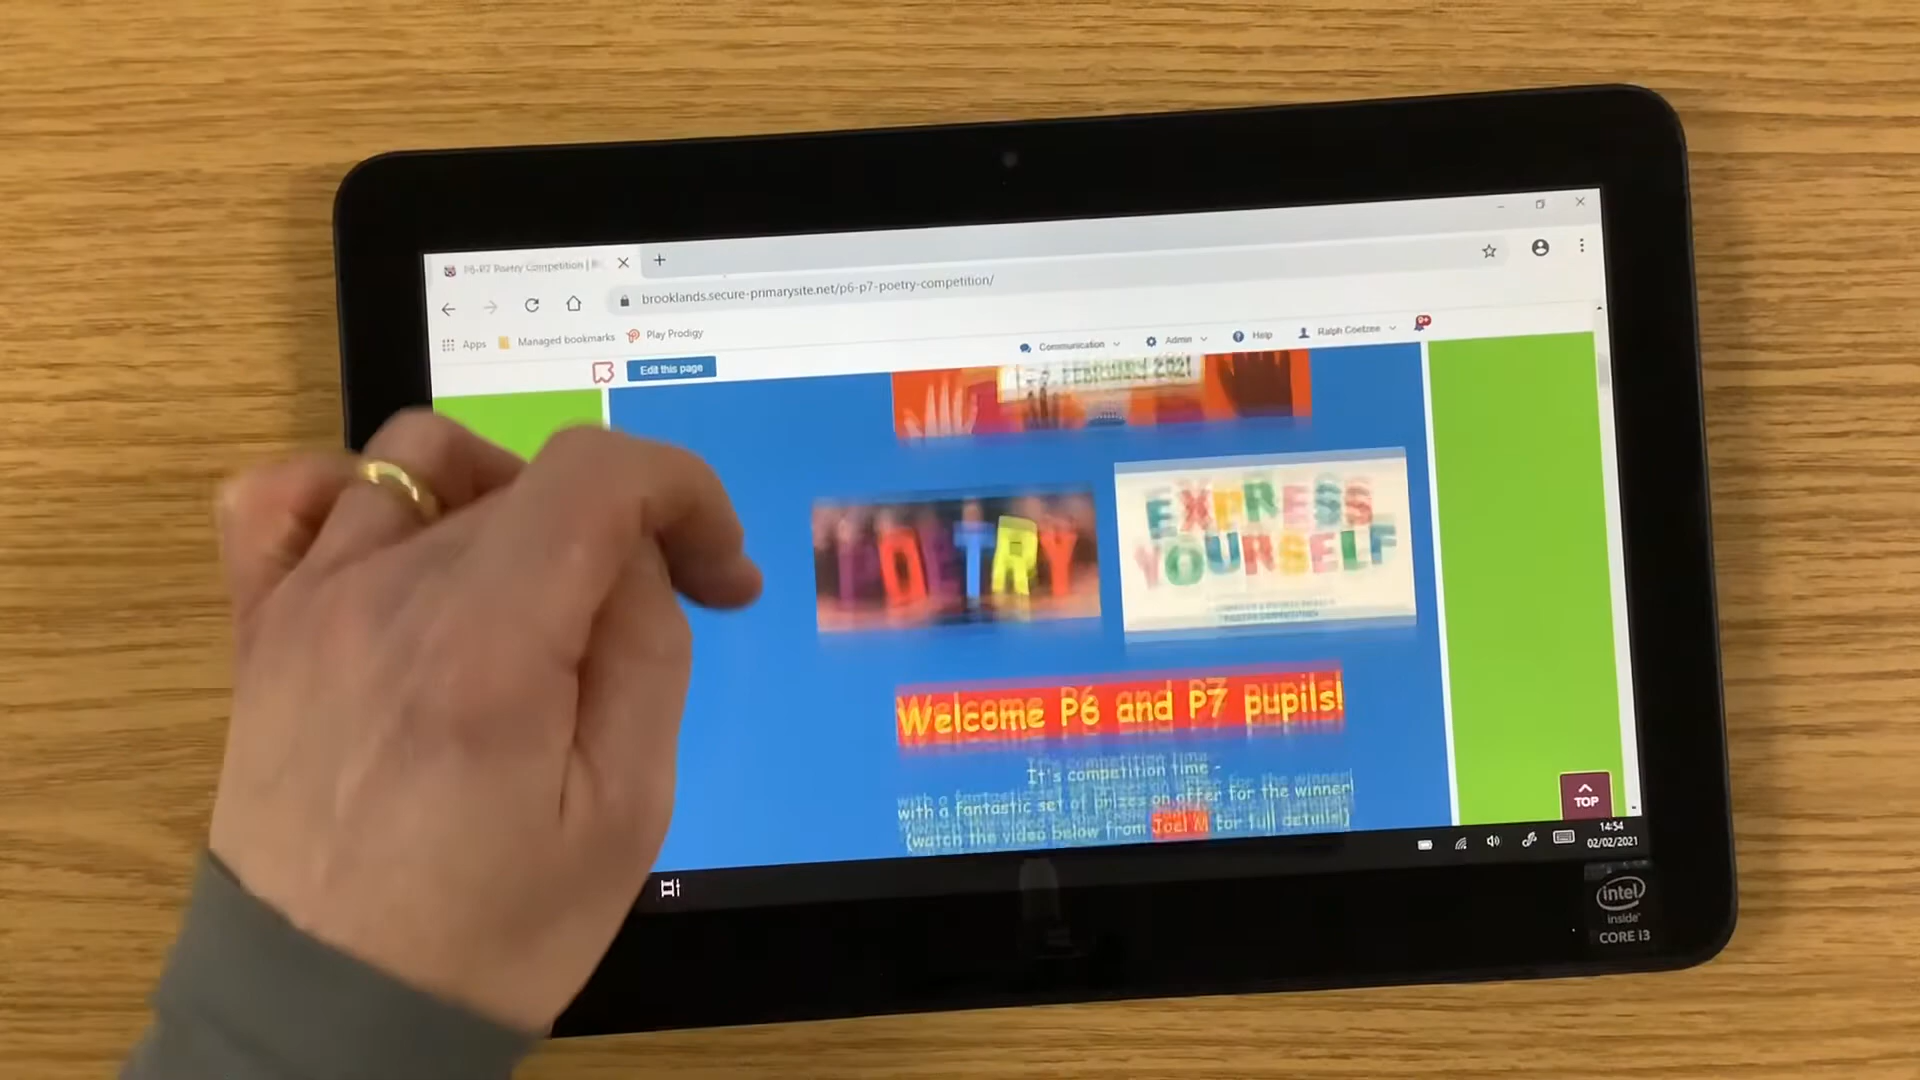 P6-P7 Poetry Competition |
brooklands.secure-primarysite.net/p6-p7-poetry-competition/
Apps Managed bookmarks Play Prodigy
Communication Admin Help Ralph Coetzee 9+
Edit this page
FEBRUARY 2021
POETRY
EXPRESS
YOURSELF
Welcome P6 and P7 pupils!
It's competition time -
with a fantastic set of prizes on offer for the winner!
(watch the video below from Joel M for full details!)
TOP
14:54
02/02/2021
intel
inside
CORE i3